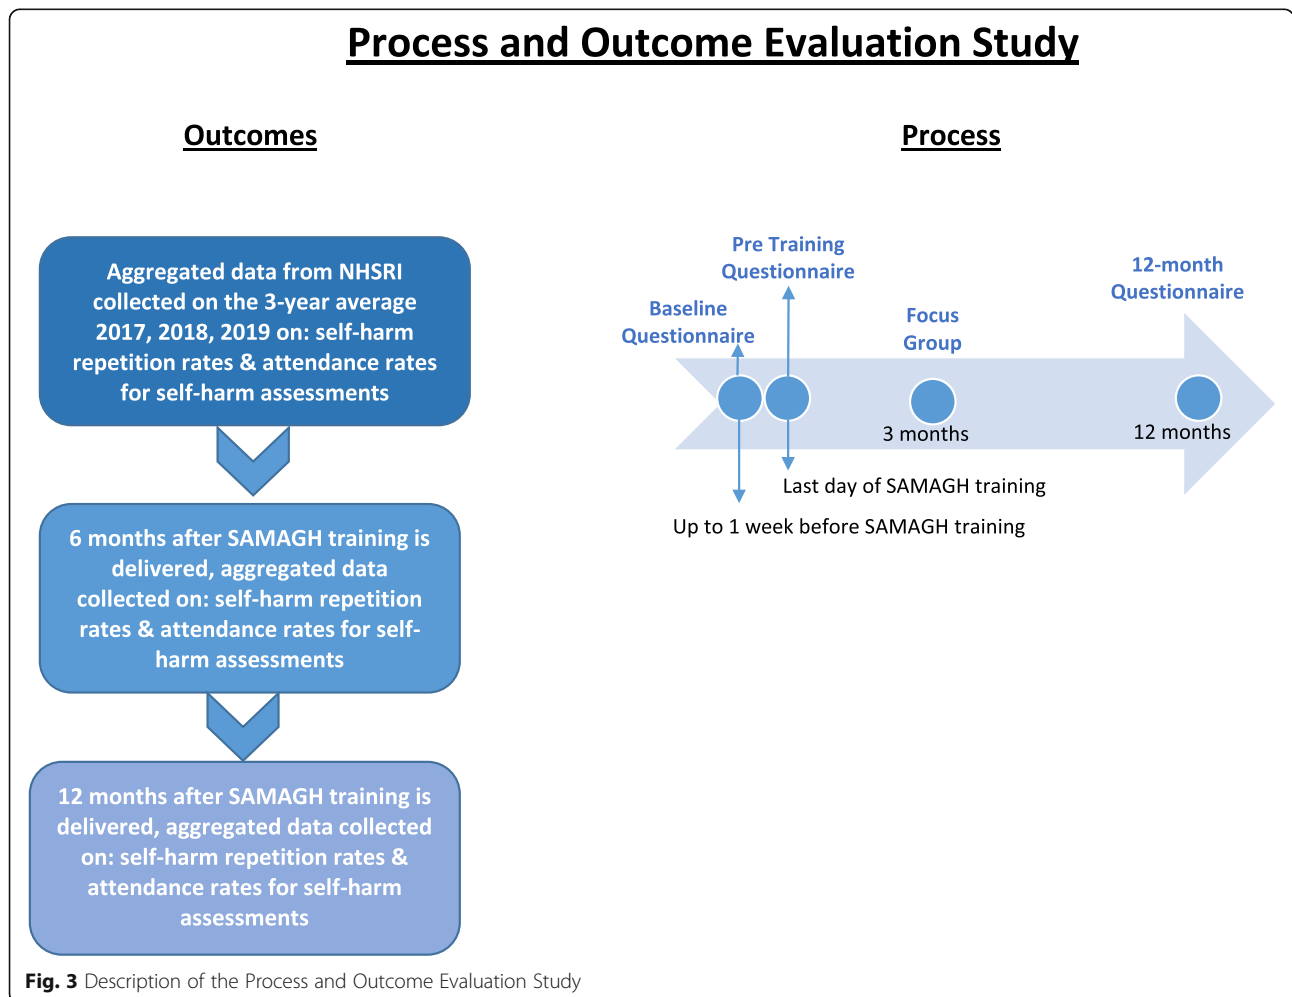 Process and Outcome Evaluation Study
Outcomes
Aggregated data from NHSRI
collected on the 3-year average
2017, 2018, 2019 on: self-harm
repetition rates & attendance rates
for self-harm assessments
6 months after SAMAGH training is
delivered, aggregated data
collected on: self-harm repetition
rates & attendance rates for self-
harm assessments
12 months after SAMAGH training is
delivered, aggregated data collected
on: self-harm repetition rates &
attendance rates for self-harm
assessments
Process
Baseline
Questionnaire
Pre Training
Questionnaire
Focus
Group
12-month
Questionnaire
3 months
12 months
Last day of SAMAGH training
Up to 1 week before SAMAGH training
Fig. 3 Description of the Process and Outcome Evaluation Study